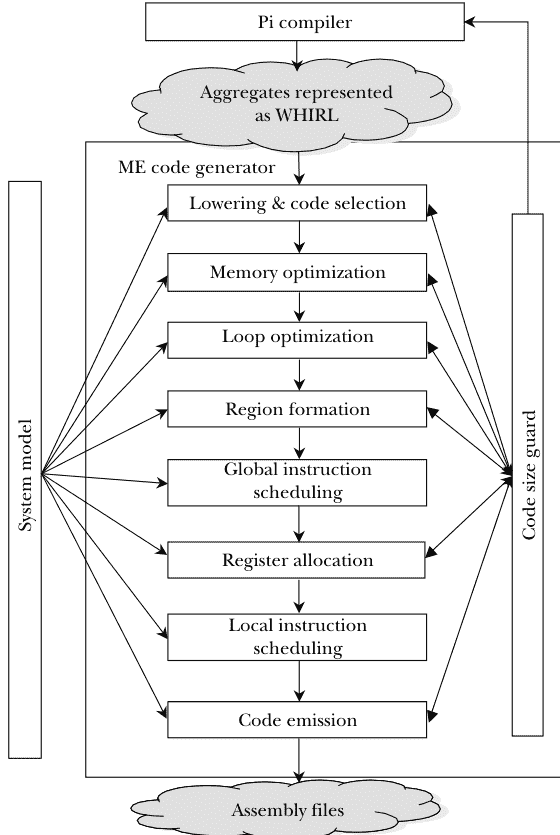 Pi compiler
Aggregates represented
as WHIRL
ME code generator
Lowering & code selection
Memory optimization
Loop optimization
Region formation
Global instruction
scheduling
Register allocation
Local instruction
scheduling
Code emission
Assembly files
System model
Code size guard